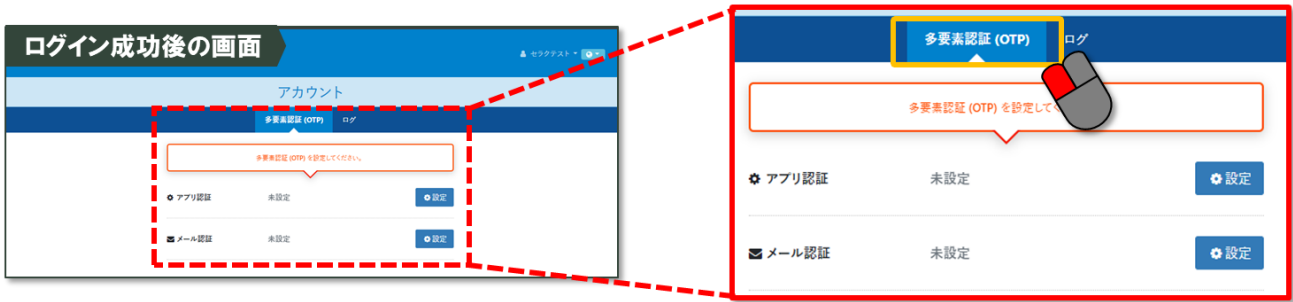 ログイン成功後の画面
セラクテスト
アカウント
多要素認証 (OTP) ログ
多要素認証 (OTP) を設定してください。
アプリ認証 未設定 設定
メール認証 未設定 設定
多要素認証 (OTP) ログ
多要素認証 (OTP) を設定してく
アプリ認証 未設定 設定
メール認証 未設定 設定